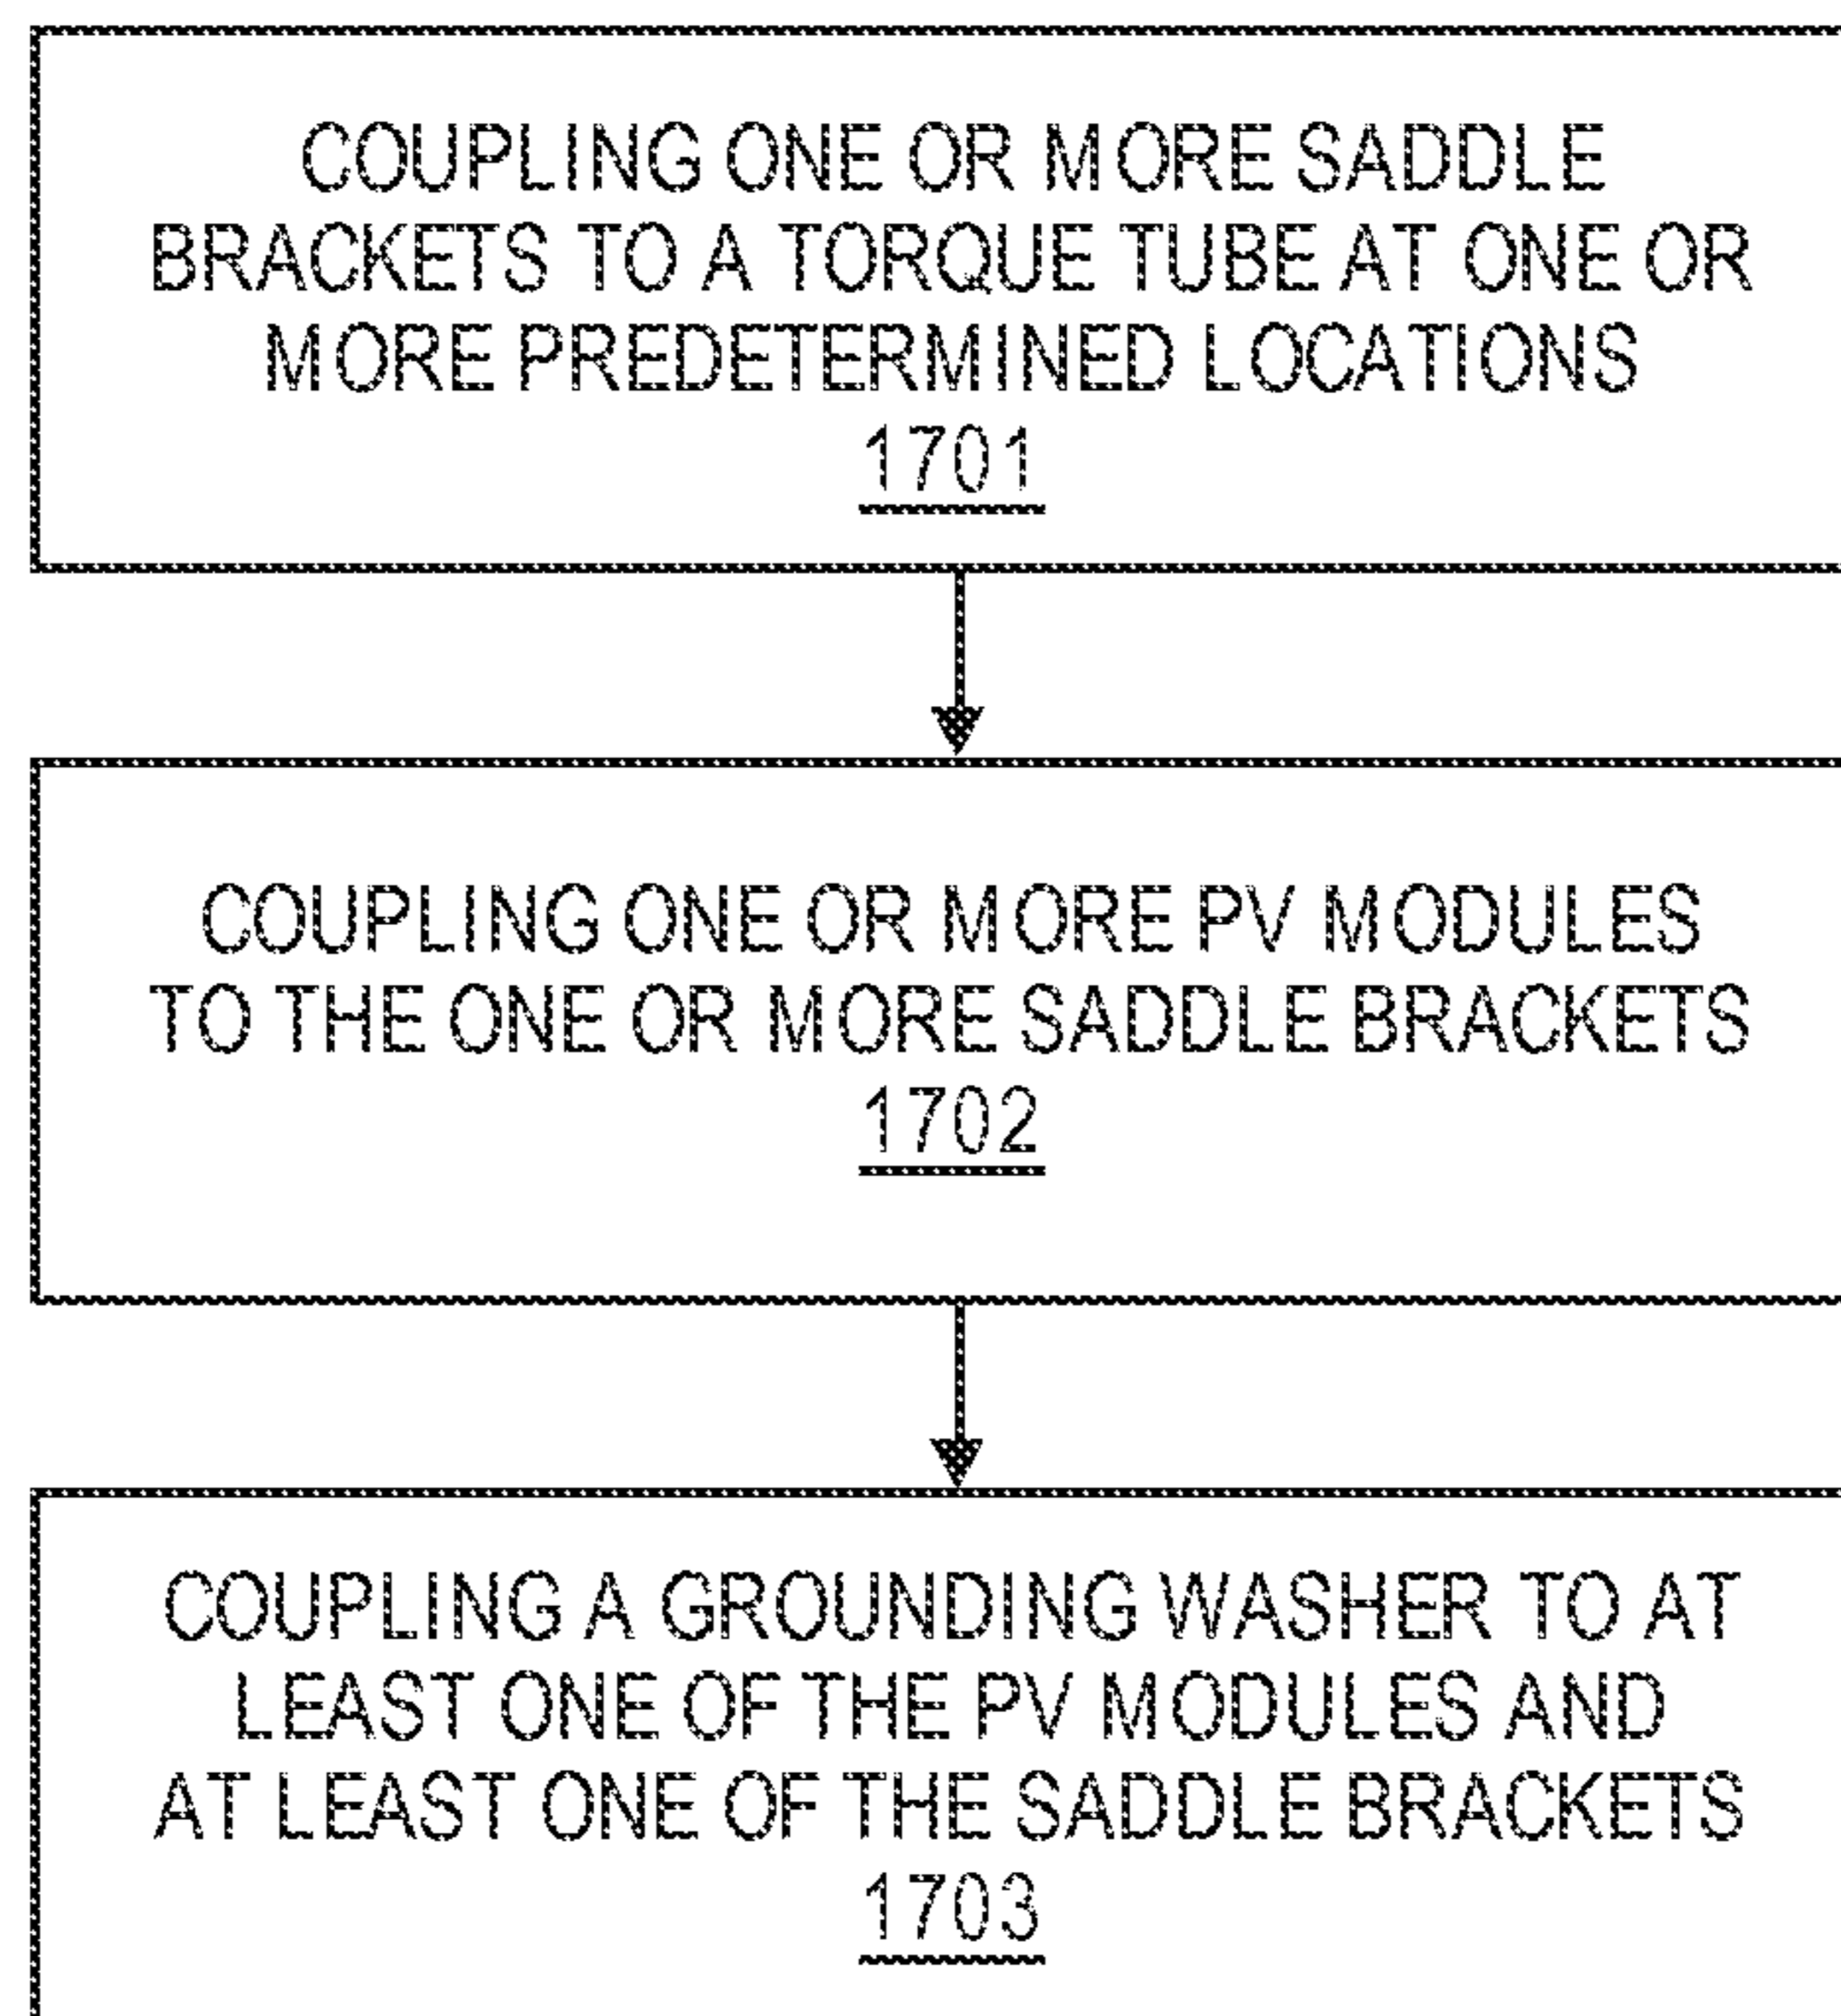 COUPLING ONE OR MORE SADDLE
BRACKETS TO A TORQUE TUBE AT ONE OR
MORE PREDETERMINED LOCATIONS
1701
COUPLING ONE OR MORE PV MODULES
TO THE ONE OR MORE SADDLE BRACKETS
1702
COUPLING A GROUNDING WASHER TO AT
LEAST ONE OF THE PV MODULES AND
AT LEAST ONE OF THE SADDLE BRACKETS
1703